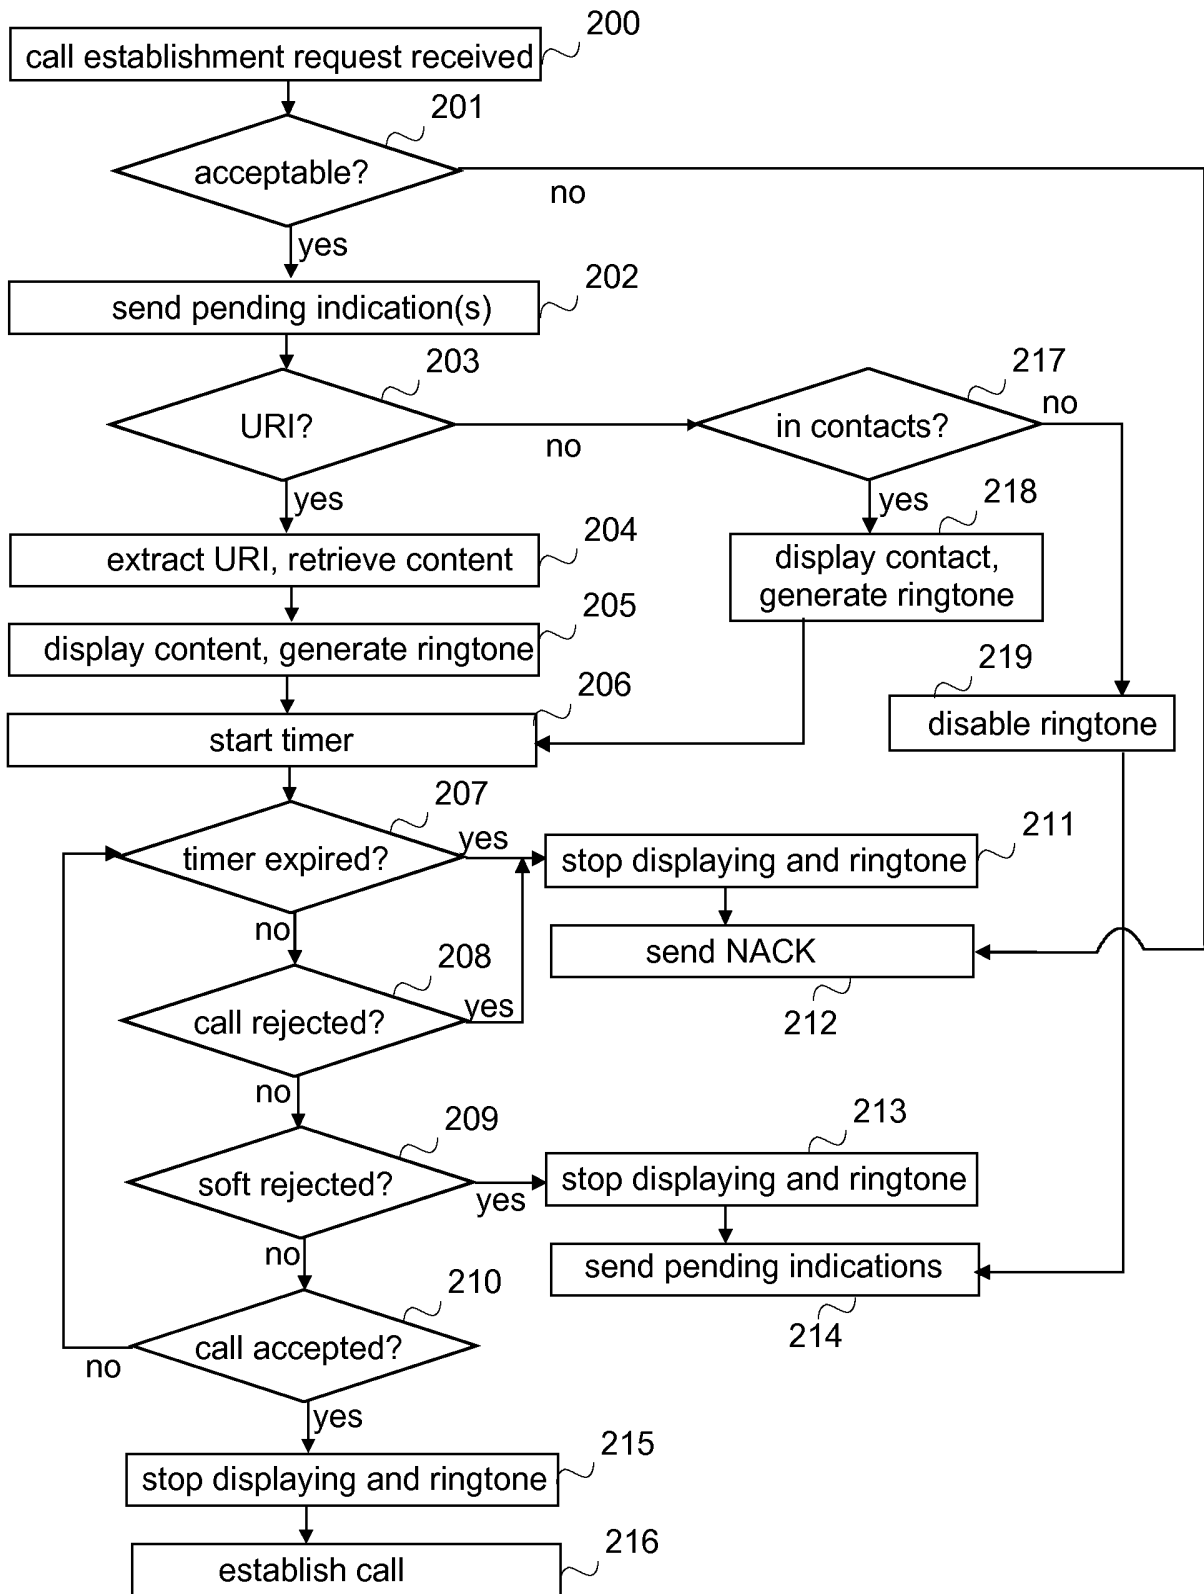 200
call establishment request received
201
acceptable?
no
yes
202
send pending indication(s)
203
URI?
no
217
in contacts?
no
yes
yes
218
204
extract URI, retrieve content
display contact,
generate ringtone
205
display content, generate ringtone
206
start timer
219
disable ringtone
207
timer expired?
yes
211
stop displaying and ringtone
no
send NACK
212
208
call rejected?
yes
no
209
soft rejected?
yes
213
stop displaying and ringtone
no
send pending indications
214
210
call accepted?
no
yes
215
stop displaying and ringtone
216
establish call